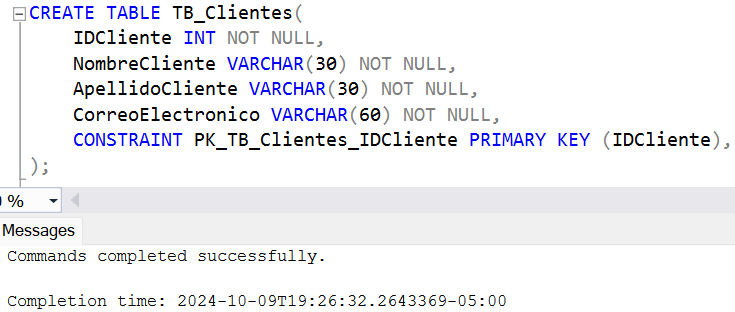 CREATE TABLE TB_Clientes(
IDCliente INT NOT NULL,
NombreCliente VARCHAR(30) NOT NULL,
ApellidoCliente VARCHAR(30) NOT NULL,
CorreoElectronico VARCHAR(60) NOT NULL,
CONSTRAINT PK_TB_Clientes_IDCliente PRIMARY KEY (IDCliente),
);
%
Messages
Commands completed successfully.
Completion time: 2024-10-09T19:26:32.2643369-05:00